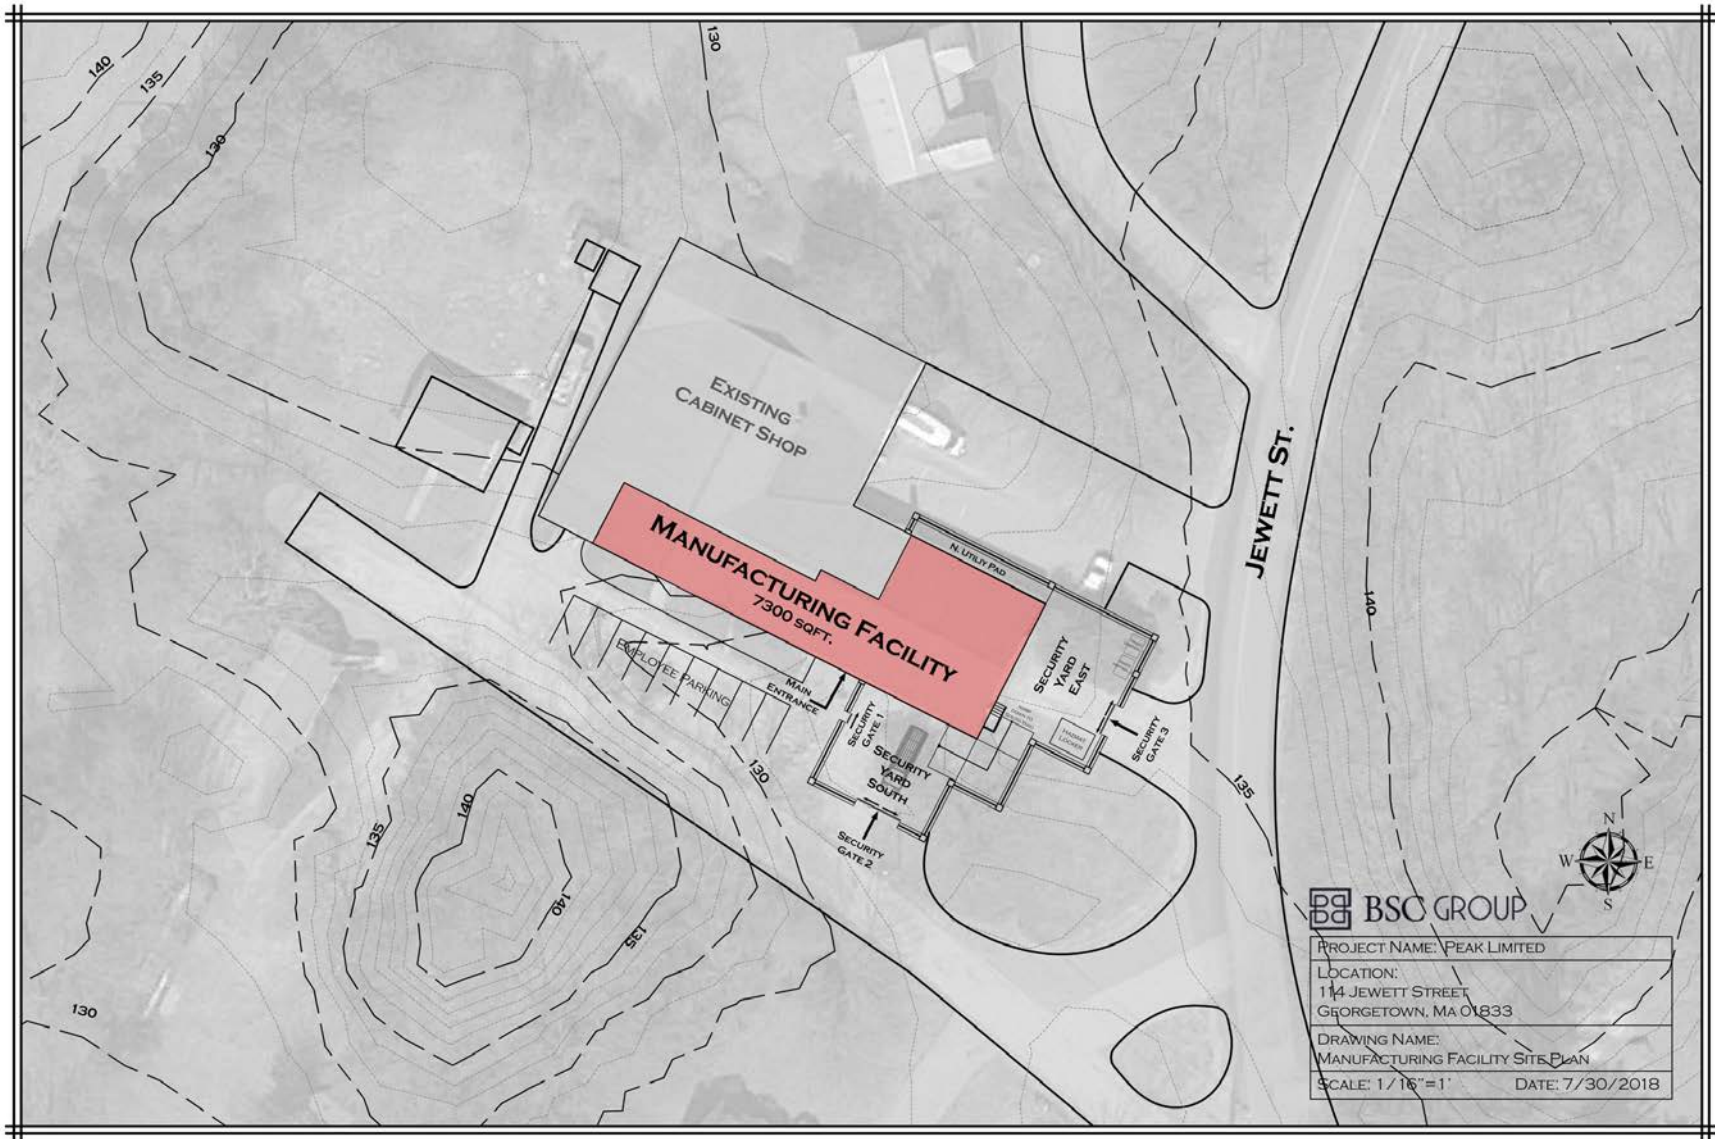 130
140
135
130
JEWETT ST.
EXISTING
CABINET SHOP
MANUFACTURING FACILITY
7300 SQFT.
N. UTILIY PAD
EMPLOYEE PARKING
MAIN
ENTRANCE
SECURITY
GATE 1
SECURITY
YARD
SOUTH
SECURITY
GATE 2
SECURITY
YARD
EAST
HAZMAT
LOCKER
SECURITY
GATE 3
140
130
135
135
140
140
135
130
N
W
E
S
BSC GROUP
PROJECT NAME: PEAK LIMITED
LOCATION:
114 JEWETT STREET
GEORGETOWN, MA 01833
DRAWING NAME:
MANUFACTURING FACILITY SITE PLAN
SCALE: 1/16"=1'
DATE: 7/30/2018